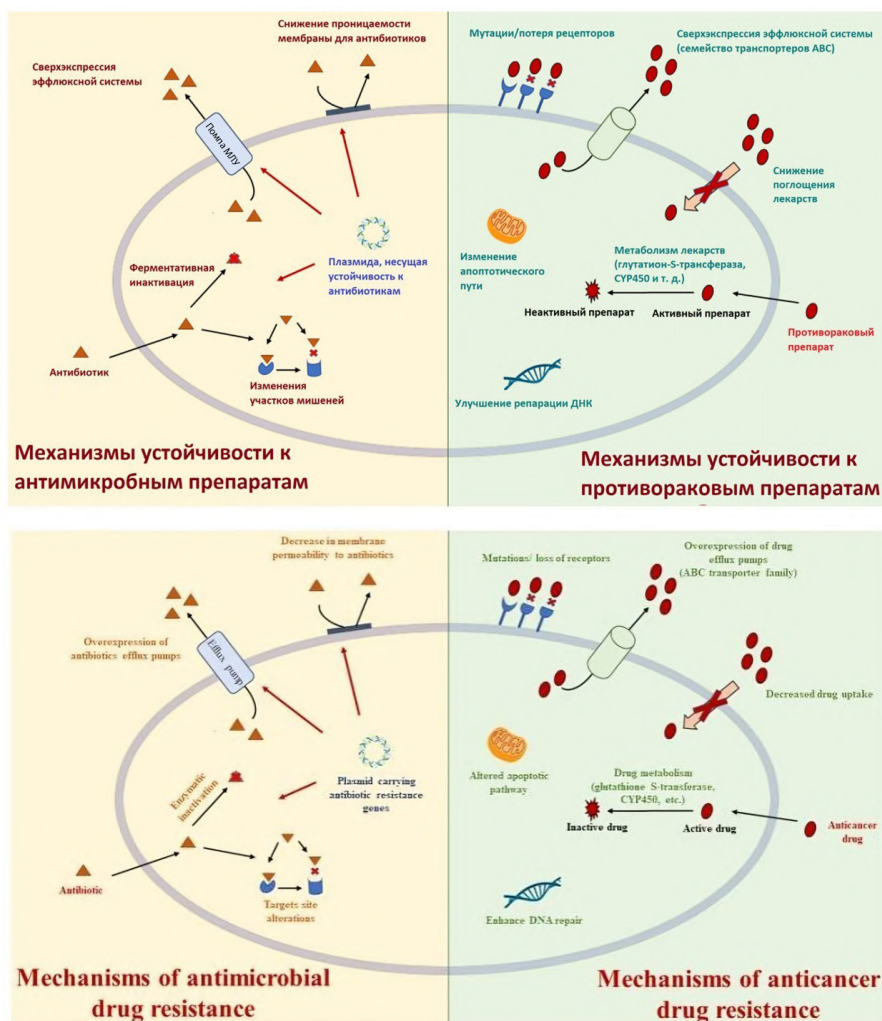 Снижение проницаемости
мембраны для антибиотиков
Сверхэкспрессия
эффлюксной системы
Помпа МЛУ
Ферментативная
инактивация
Плазмида, несущая
устойчивость к
антибиотикам
Антибиотик
Изменения
участков мишеней
Механизмы устойчивости к
антимикробным препаратам
Мутации/потеря рецепторов
Сверхэкспрессия эффлюксной системы
(семейство транспортеров АВС)
Снижение
поглощения
лекарств
Изменение
апоптотического
пути
Метаболизм лекарств
(глутатион-S-трансфераза,
CYP450 и т. д.)
Неактивный препарат
Активный препарат
Противораковый
препарат
Улучшение репарации ДНК
Механизмы устойчивости к
противораковым препаратам
Decrease in membrane
permeability to antibiotics
Overexpression of
antibiotics efflux pumps
Efflux pump
Enzymatic
inactivation
Plasmid carrying
antibiotic resistance
genes
Antibiotic
Targets site
alterations
Mechanisms of antimicrobial
drug resistance
Mutations/ loss of receptors
Overexpression of drug
efflux pumps
(ABC transporter family)
Decreased drug uptake
Altered apoptotic
pathway
Drug metabolism
(glutathione S-transferase,
CYP450, etc.)
Inactive drug
Active drug
Anticancer
drug
Enhance DNA repair
Mechanisms of anticancer
drug resistance